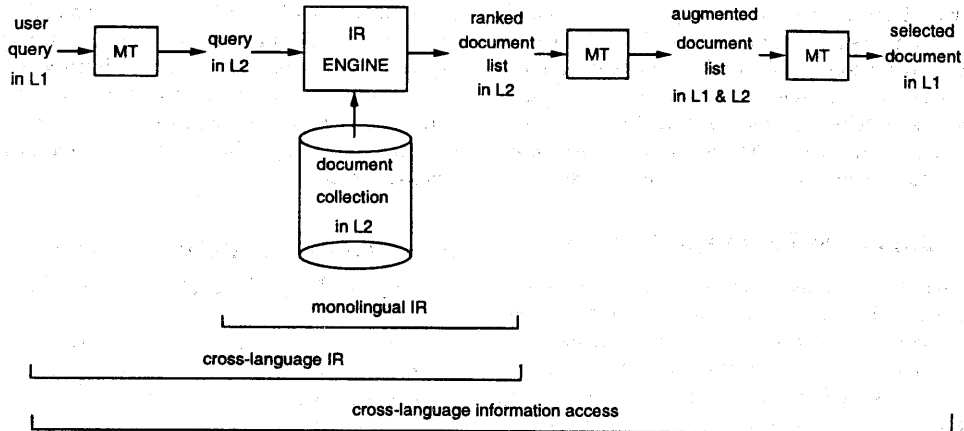 user
query
in L1
MT
query
in L2
IR
ENGINE
ranked
document
list
in L2
MT
augmented
document
list
in L1 & L2
MT
selected
document
in L1
document
collection
in L2
monolingual IR
cross-language IR
cross-language information access